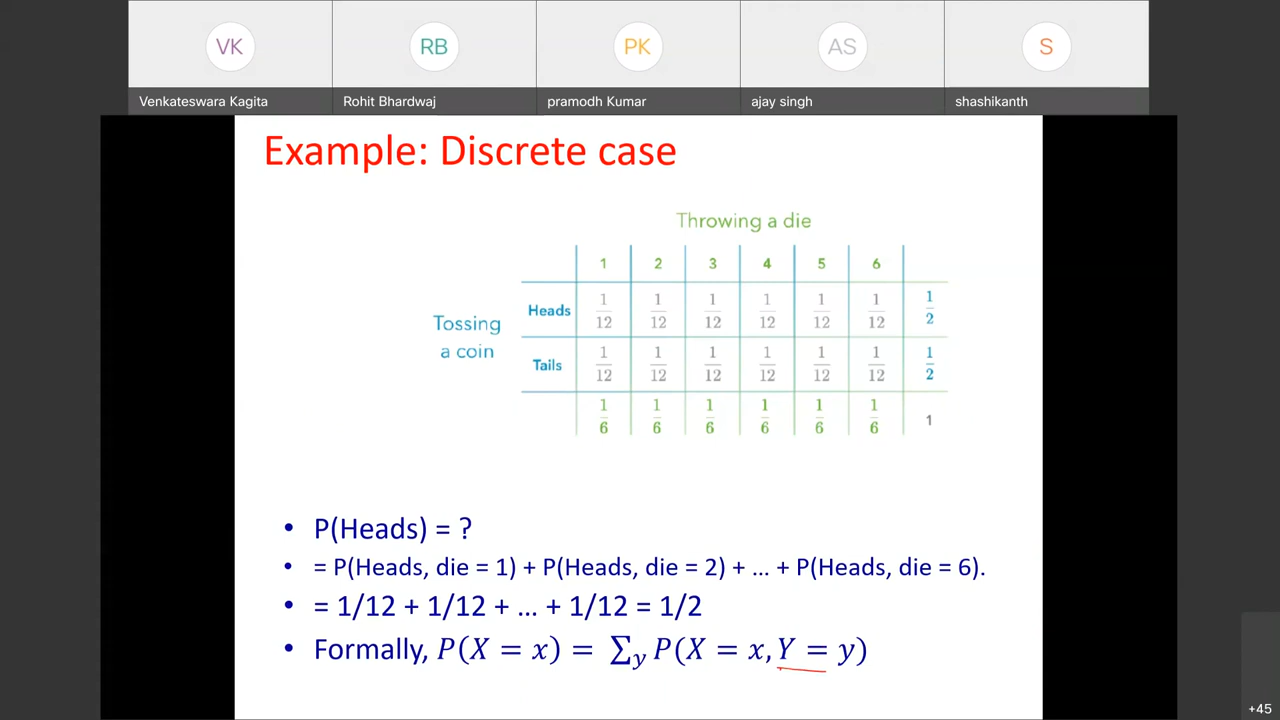 VK RB PK AS S
Venkateswara Kagita Rohit Bhardwaj pramodh Kumar ajay singh shashikanth
Example: Discrete case
Throwing a die
1 2 3 4 5 6
Tossing a coin
Heads 1/12 1/12 1/12 1/12 1/12 1/12 1/2
Tails 1/12 1/12 1/12 1/12 1/12 1/12 1/2
1/6 1/6 1/6 1/6 1/6 1/6 1
• P(Heads) = ?
• = P(Heads, die = 1) + P(Heads, die = 2) + … + P(Heads, die = 6).
• = 1/12 + 1/12 + … + 1/12 = 1/2
• Formally, P(X = x) = ∑y P(X = x, Y = y)
+45